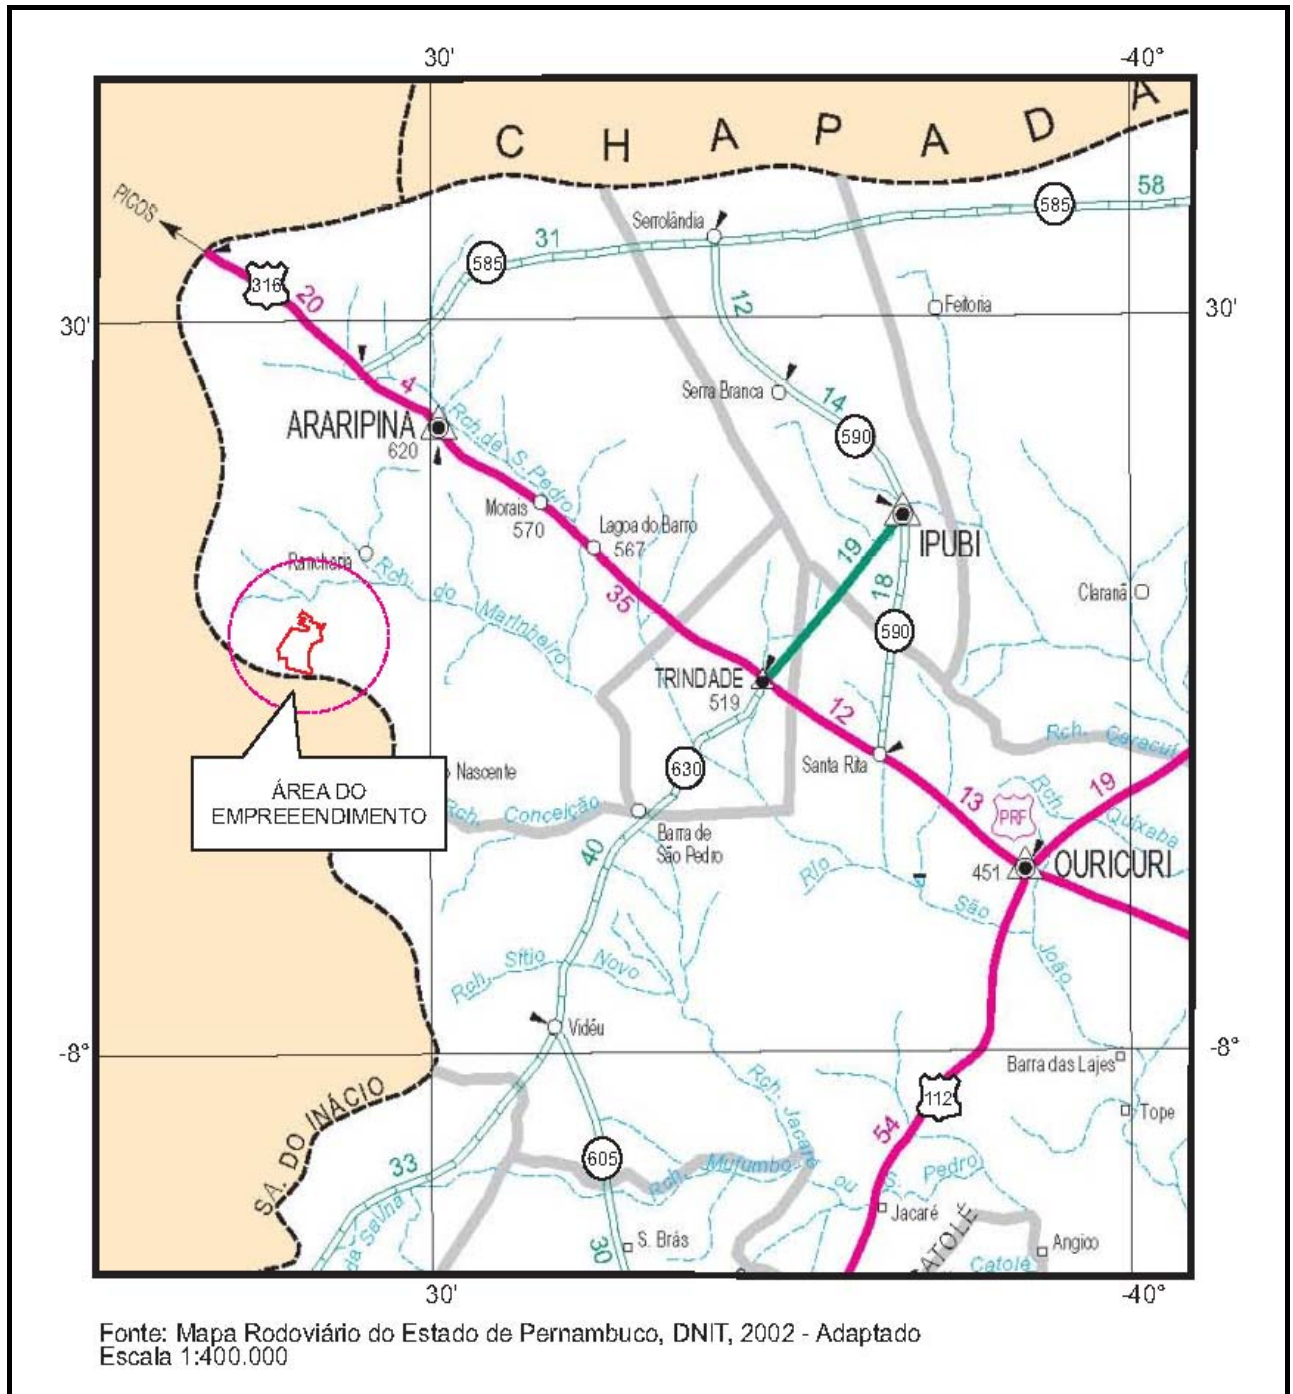 30'
-40°
C H A P A D A
PICOS
58
585
Serrolândia
31
585
316
20
12
30'
30'
Feitoria
4
Serra Branca
14
ARARIPINA
620
Rch. de S. Pedro
590
Morais
570
Lagoa do Barro
567
19
IPUBI
Rancharia
Rch. do Marinheiro
35
18
Claranã
590
TRINDADE
519
12
Rch. Caracuí
630
Santa Rita
Nascente
ÁREA DO
EMPREEENDIMENTO
13
PRF
19
Rch. Quixaba
Rch. Conceição
Barra de
São Pedro
40
451
OURICURI
Rio São João
Rch. Sítio Novo
Vidéu
-8°
-8°
Barra das Lajes
SA. DO INÁCIO
Rch. Jacaré ou S. Pedro
112
Tope
54
33
605
Rch. Mufumbo
da Salina
Jacaré
CATOLÉ
S. Brás
30
Angico
Catolé
30'
-40°
Fonte: Mapa Rodoviário do Estado de Pernambuco, DNIT, 2002 - Adaptado
Escala 1:400.000